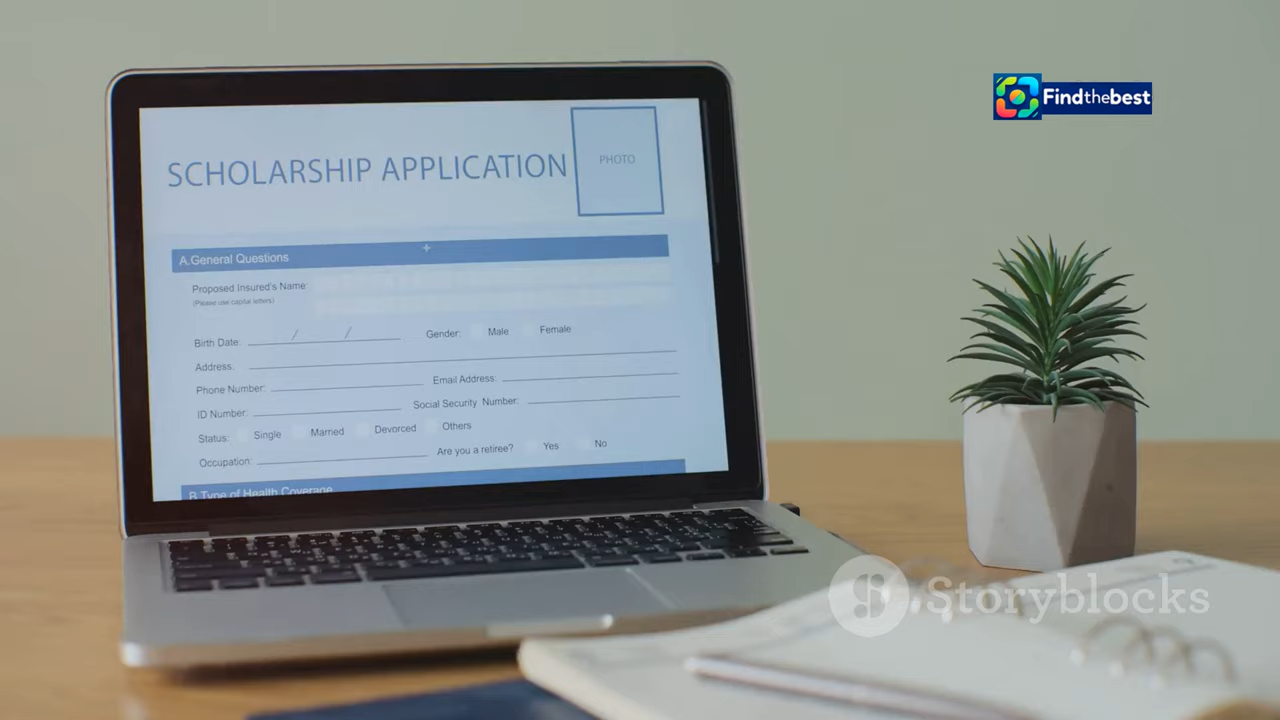 FindtheBest
SCHOLARSHIP APPLICATION
PHOTO
A.General Questions
Proposed Insured's Name:
(Please use capital letters)
Birth Date: / / Gender: Male Female
Address:
Phone Number: Email Address:
ID Number: Social Security Number:
Status: Single Married Devorced Others
Occupation: Are you a retiree? Yes No
B.Type of Health Coverage
Storyblocks